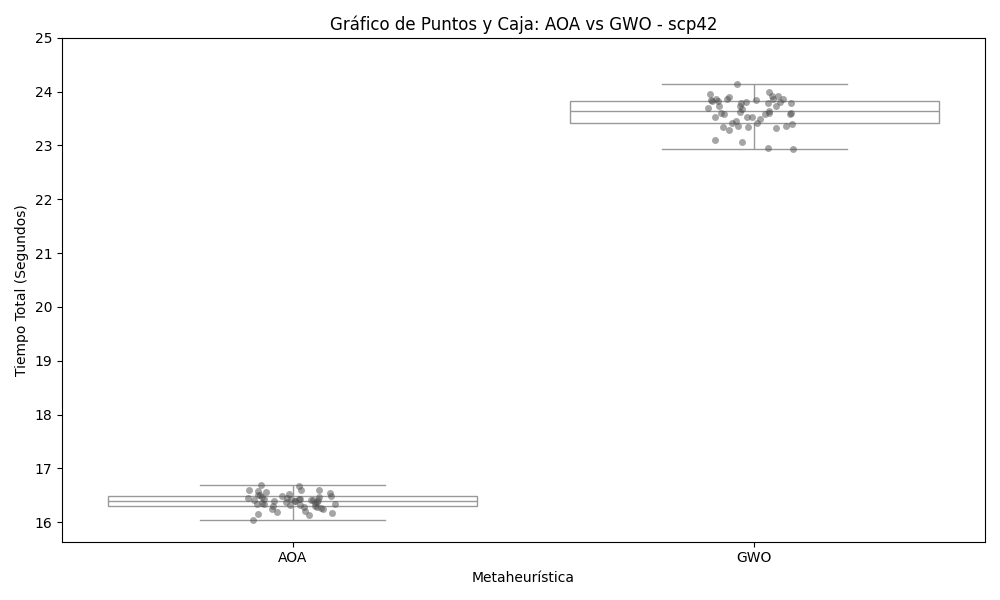 Gráfico de Puntos y Caja: AOA vs GWO - scp42
25
24
23
22
21
20
19
18
17
16
Tiempo Total (Segundos)
AOA
GWO
Metaheurística